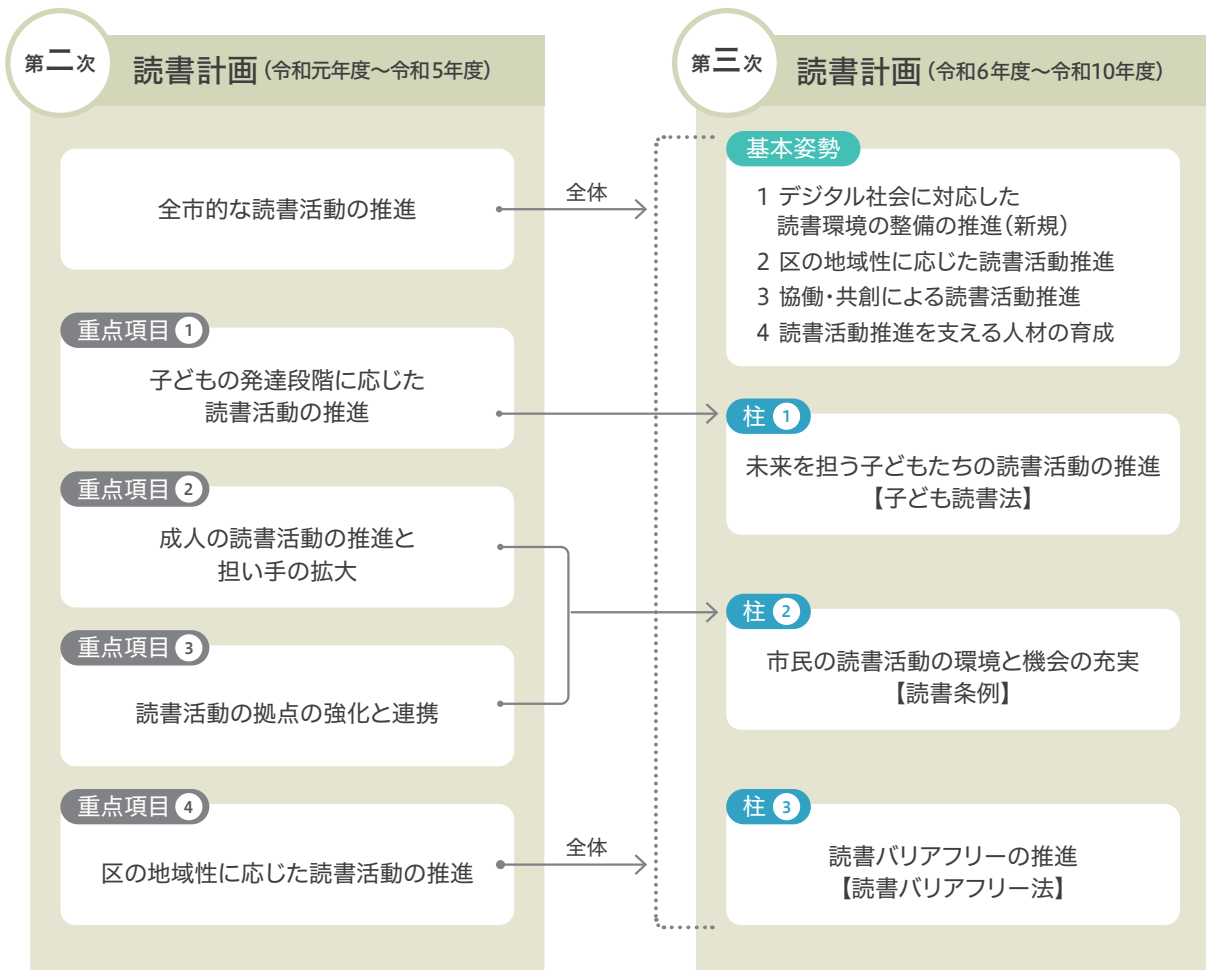 第二次
読書計画（令和元年度～令和5年度）
全市的な読書活動の推進
全体
重点項目 1
子どもの発達段階に応じた
読書活動の推進
重点項目 2
成人の読書活動の推進と
担い手の拡大
重点項目 3
読書活動の拠点の強化と連携
重点項目 4
区の地域性に応じた読書活動の推進
全体
第三次
読書計画（令和6年度～令和10年度）
基本姿勢
1 デジタル社会に対応した
読書環境の整備の推進（新規）
2 区の地域性に応じた読書活動推進
3 協働・共創による読書活動推進
4 読書活動推進を支える人材の育成
柱 1
未来を担う子どもたちの読書活動の推進
【子ども読書法】
柱 2
市民の読書活動の環境と機会の充実
【読書条例】
柱 3
読書バリアフリーの推進
【読書バリアフリー法】